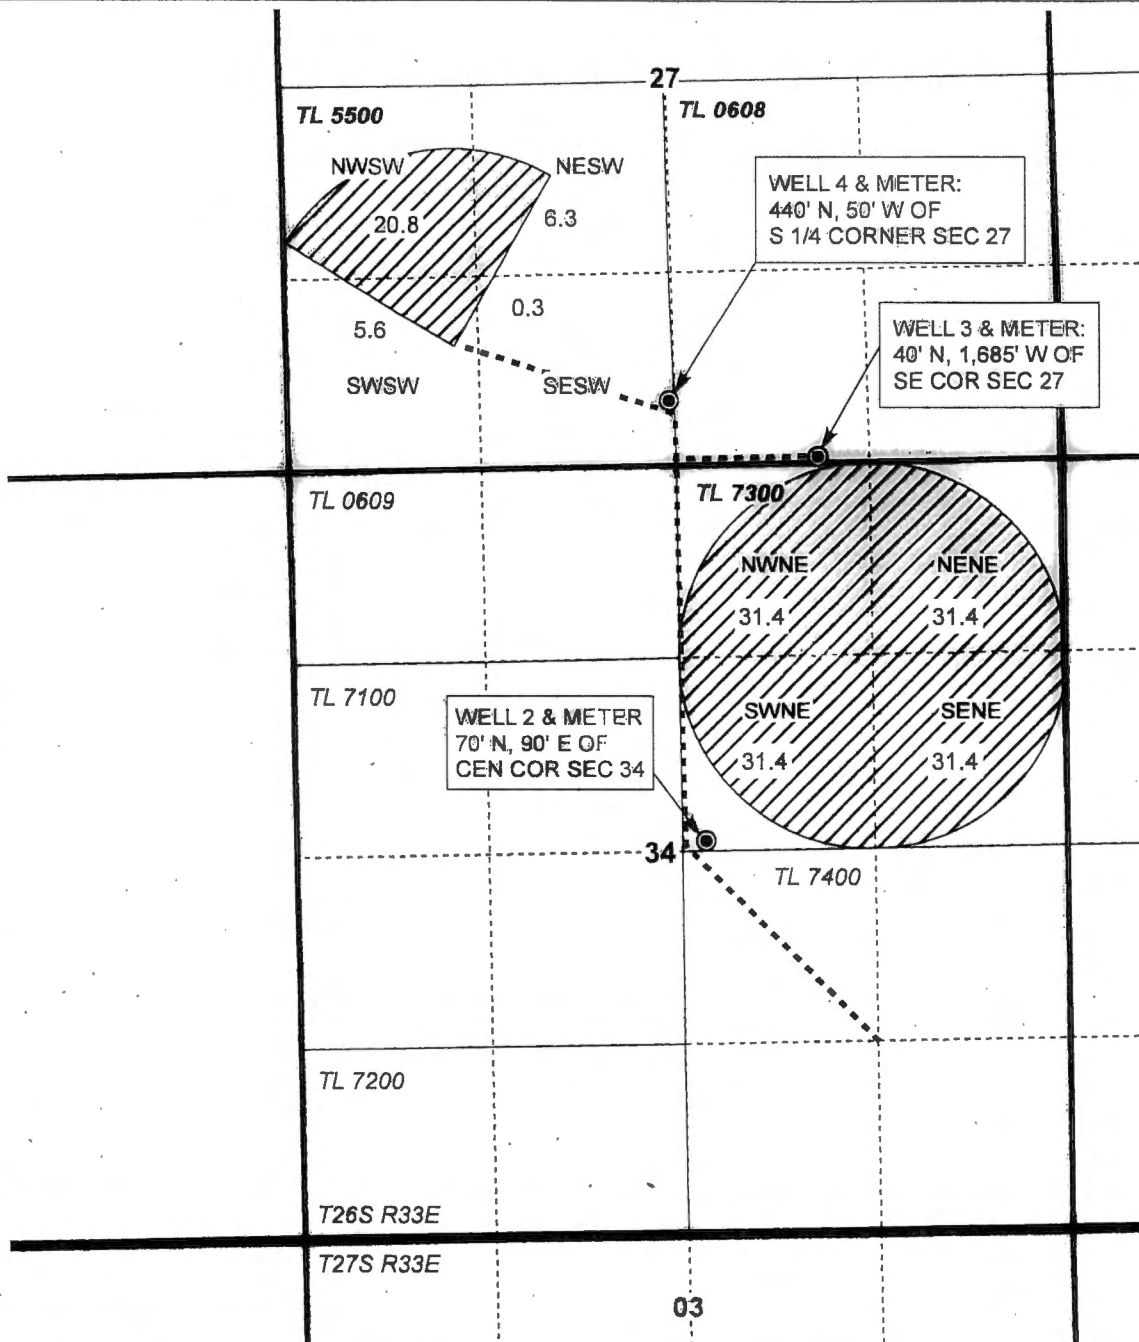 27
TL 5500
TL 0608
NWSW
NESW
20.8
6.3
WELL 4 & METER:
440' N, 50' W OF
S 1/4 CORNER SEC 27
5.6
0.3
WELL 3 & METER:
40' N, 1,685' W OF
SE COR SEC 27
SWSW
SESW
TL 0609
TL 7300
NWNE
NENE
31.4
31.4
TL 7100
WELL 2 & METER
70' N, 90' E OF
CEN COR SEC 34
SWNE
SENE
31.4
31.4
34
TL 7400
TL 7200
T26S R33E
T27S R33E
03